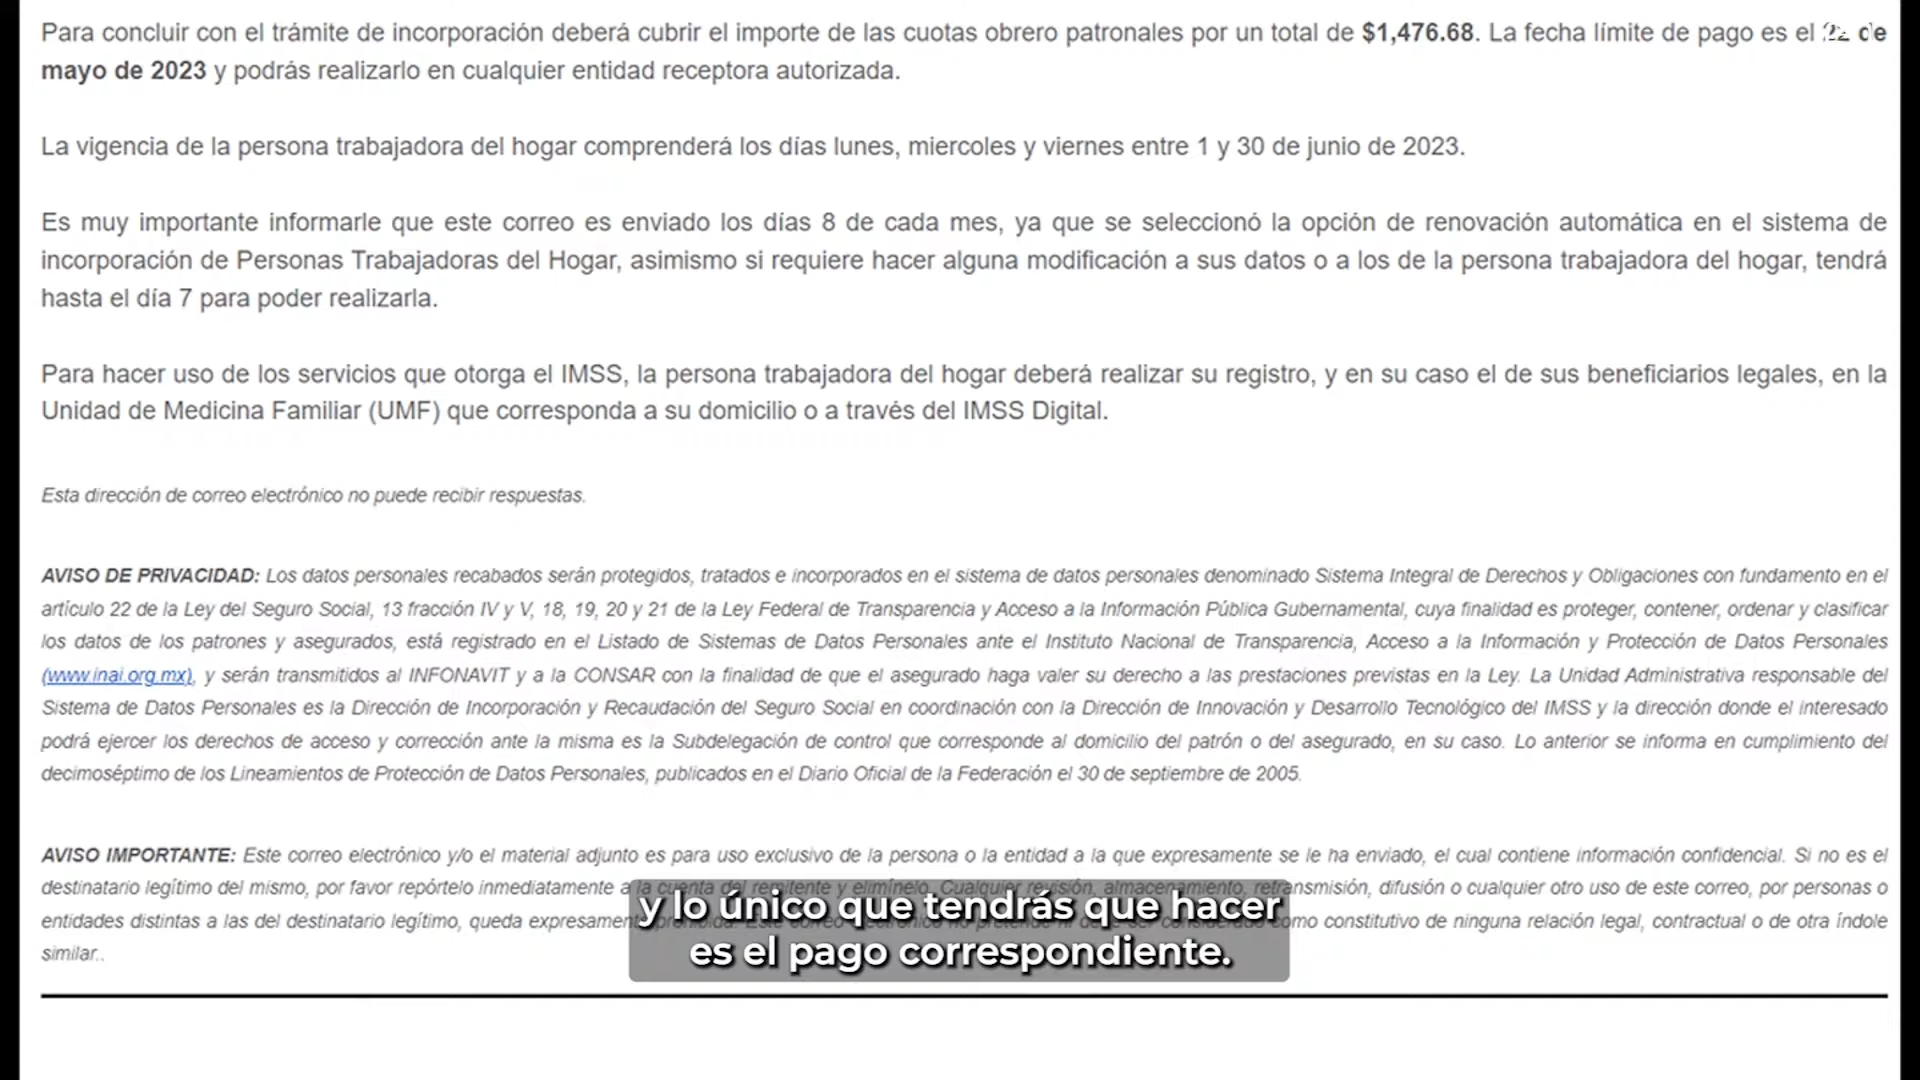 Para concluir con el trámite de incorporación deberá cubrir el importe de las cuotas obrero patronales por un total de $1,476.68. La fecha límite de pago es el de
mayo de 2023 y podrás realizarlo en cualquier entidad receptora autorizada.
La vigencia de la persona trabajadora del hogar comprenderá los días lunes, miercoles y viernes entre 1 y 30 de junio de 2023.
Es muy importante informarle que este correo es enviado los días 8 de cada mes, ya que se seleccionó la opción de renovación automática en el sistema de
incorporación de Personas Trabajadoras del Hogar, asimismo si requiere hacer alguna modificación a sus datos o a los de la persona trabajadora del hogar, tendrá
hasta el día 7 para poder realizarla.
Para hacer uso de los servicios que otorga el IMSS, la persona trabajadora del hogar deberá realizar su registro, y en su caso el de sus beneficiarios legales, en la
Unidad de Medicina Familiar (UMF) que corresponda a su domicilio o a través del IMSS Digital.
Esta dirección de correo electrónico no puede recibir respuestas.
AVISO DE PRIVACIDAD: Los datos personales recabados serán protegidos, tratados e incorporados en el sistema de datos personales denominado Sistema Integral de Derechos y Obligaciones con fundamento en el
artículo 22 de la Ley del Seguro Social, 13 fracción IV y V, 18, 19, 20 y 21 de la Ley Federal de Transparencia y Acceso a la Información Pública Gubernamental, cuya finalidad es proteger, contener, ordenar y clasificar
los datos de los patrones y asegurados, está registrado en el Listado de Sistemas de Datos Personales ante el Instituto Nacional de Transparencia, Acceso a la Información y Protección de Datos Personales
(www.inai.org.mx), y serán transmitidos al INFONAVIT y a la CONSAR con la finalidad de que el asegurado haga valer su derecho a las prestaciones previstas en la Ley. La Unidad Administrativa responsable del
Sistema de Datos Personales es la Dirección de Incorporación y Recaudación del Seguro Social en coordinación con la Dirección de Innovación y Desarrollo Tecnológico del IMSS y la dirección donde el interesado
podrá ejercer los derechos de acceso y corrección ante la misma es la Subdelegación de control que corresponde al domicilio del patrón o del asegurado, en su caso. Lo anterior se informa en cumplimiento del
decimoséptimo de los Lineamientos de Protección de Datos Personales, publicados en el Diario Oficial de la Federación el 30 de septiembre de 2005.
AVISO IMPORTANTE: Este correo electrónico y/o el material adjunto es para uso exclusivo de la persona o la entidad a la que expresamente se le ha enviado, el cual contiene información confidencial. Si no es el
destinatario legítimo del mismo, por favor repórtelo inmediatamente a la cuenta del remitente y elimínelo. Cualquier revisión, almacenamiento, retransmisión, difusión o cualquier otro uso de este correo, por personas o
entidades distintas a las del destinatario legítimo, queda como constitutivo de ninguna relación legal, contractual o de otra índole
similar..
y lo único que tendrás que hacer
es el pago correspondiente.